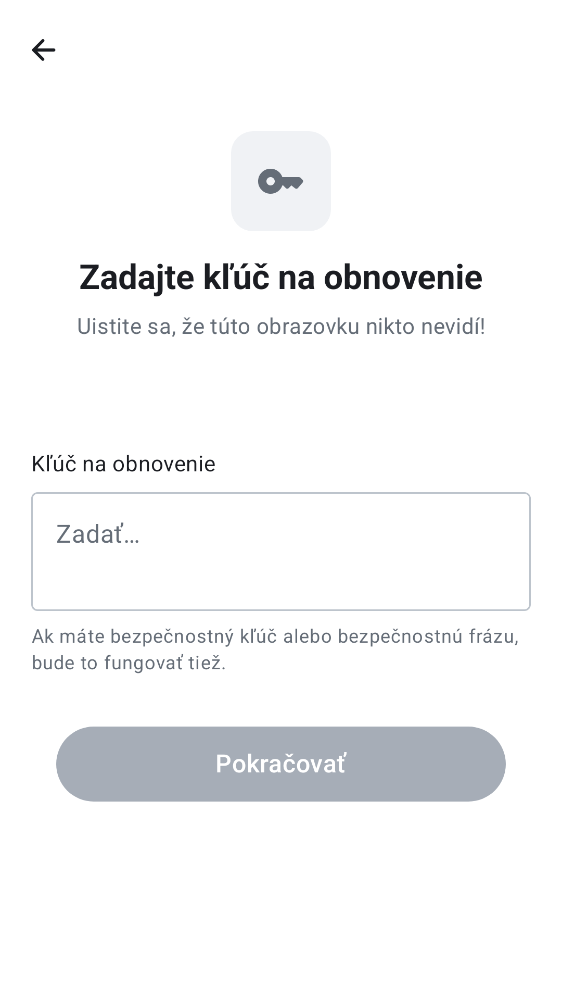 Zadajte kľúč na obnovenie
Uistite sa, že túto obrazovku nikto nevidí!
Kľúč na obnovenie
Zadať…
Ak máte bezpečnostný kľúč alebo bezpečnostnú frázu,
bude to fungovať tiež.
Pokračovať